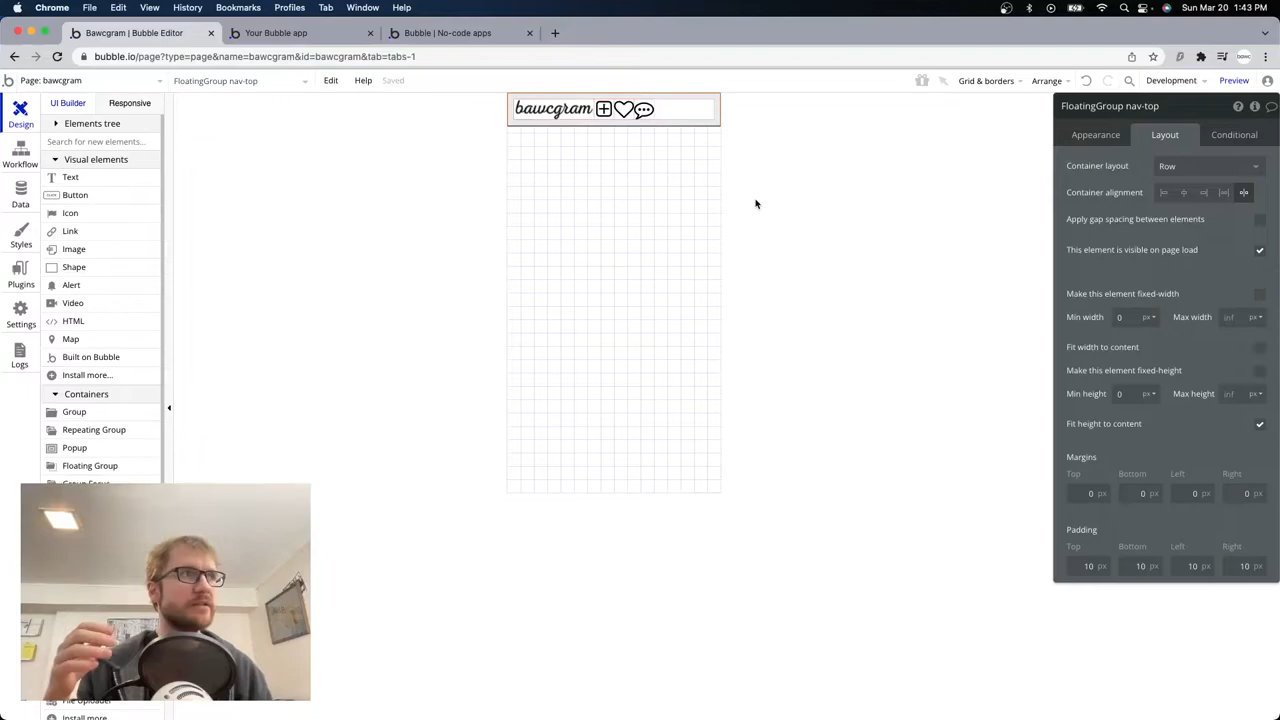 Chrome File Edit View History Bookmarks Profiles Tab Window Help Sun Mar 20 1:43 PM
Bawcgram | Bubble Editor Your Bubble app Bubble | No-code apps
bubble.io/page?type=page&name=bawcgram&id=bawcgram&tab=tabs-1
Page: bawcgram FloatingGroup nav-top Edit Help Saved Grid & borders Arrange Development Preview
UI Builder Responsive
Design
Workflow
Data
Styles
Plugins
Settings
Logs
Elements tree
Search for new elements...
Visual elements
Text
Button
Icon
Link
Image
Shape
Alert
Video
HTML
Map
Built on Bubble
Install more...
Containers
Group
Repeating Group
Popup
Floating Group
Install more
bawcgram
FloatingGroup nav-top
Appearance Layout Conditional
Container layout Row
Container alignment
Apply gap spacing between elements
This element is visible on page load
Make this element fixed-width
Min width 0 px Max width inf px
Fit width to content
Make this element fixed-height
Min height 0 px Max height inf px
Fit height to content
Margins
Top Bottom Left Right
0 px 0 px 0 px 0 px
Padding
Top Bottom Left Right
10 px 10 px 10 px 10 px